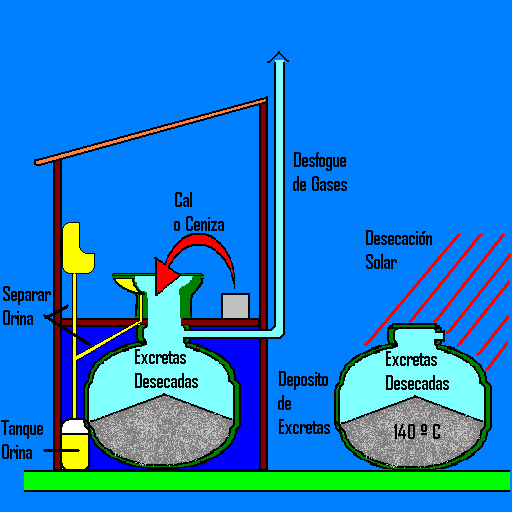 Desfogue
de Gases
Cal
o Ceniza
Desecación
Solar
Separar
Orina
Excretas
Desecadas
Excretas
Desecadas
Deposito
de
Excretas
Tanque
Orina
140 º C